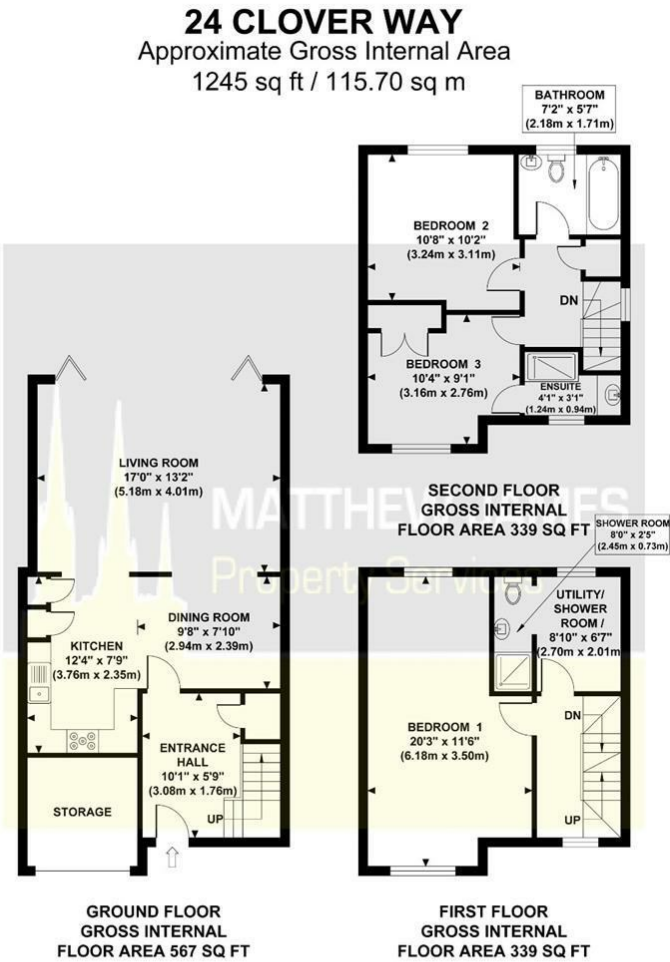 24 CLOVER WAY
Approximate Gross Internal Area
1245 sq ft / 115.70 sq m
BATHROOM
7'2" x 5'7"
(2.18m x 1.71m)
BEDROOM 2
10'8" x 10'2"
(3.24m x 3.11m)
DN
BEDROOM 3
10'4" x 9'1"
(3.16m x 2.76m)
ENSUITE
4'1" x 3'1"
(1.24m x 0.94m)
SECOND FLOOR
GROSS INTERNAL
FLOOR AREA 339 SQ FT
LIVING ROOM
17'0" x 13'2"
(5.18m x 4.01m)
MATTHEW JAMES
Property Services
DINING ROOM
9'8" x 7'10"
(2.94m x 2.39m)
KITCHEN
12'4" x 7'9"
(3.76m x 2.35m)
ENTRANCE
HALL
10'1" x 5'9"
(3.08m x 1.76m)
UP
STORAGE
GROUND FLOOR
GROSS INTERNAL
FLOOR AREA 567 SQ FT
SHOWER ROOM
8'0" x 2'5"
(2.45m x 0.73m)
UTILITY/
SHOWER
ROOM /
8'10" x 6'7"
(2.70m x 2.01m
BEDROOM 1
20'3" x 11'6"
(6.18m x 3.50m)
DN
UP
FIRST FLOOR
GROSS INTERNAL
FLOOR AREA 339 SQ FT